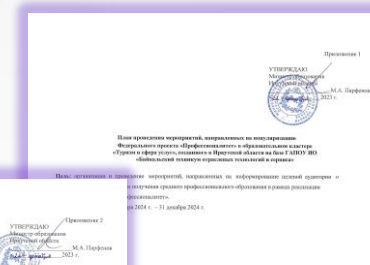 Приложение 1
УТВЕРЖДАЮ
Министр образования
Иркутской области
М.А. Парфенов
2023 г.
План проведения мероприятий, направленных на популяризацию
Федерального проекта «Профессионалитет» в образовательном кластере
«Туризм и сфера услуг», созданного в Иркутской области на базе ГАПОУ ИО
«Байкальский техникум отраслевых технологий и сервиса»
Цель: организация и проведение мероприятий, направленных на информирование целевой аудитории о
получения среднего профессионального образования в рамках реализации
2024 г. – 31 декабря 2024 г.
Приложение 2
УТВЕРЖДАЮ
Министр образования
Иркутской области
М.А. Парфенов
2023 г.